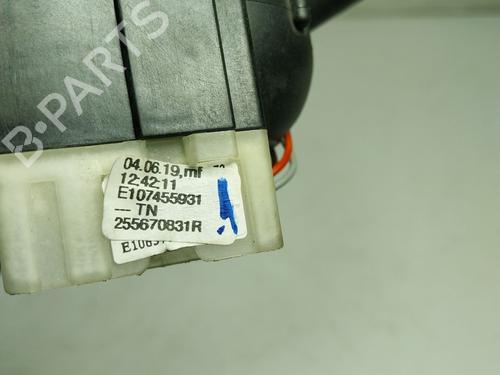 B-PARTS
04.06.19, mf
12:42:11
E107455931
--- TN
255670831R